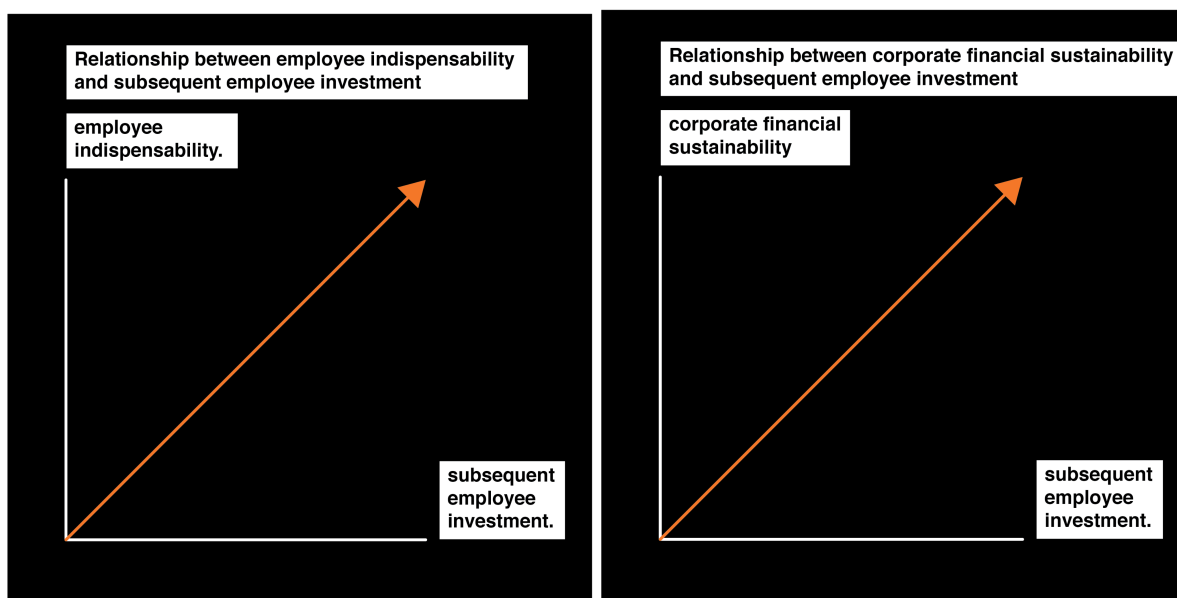 Relationship between employee indispensability
and subsequent employee investment
employee
indispensability.
subsequent
employee
investment.
Relationship between corporate financial sustainability
and subsequent employee investment
corporate financial
sustainability
subsequent
employee
investment.